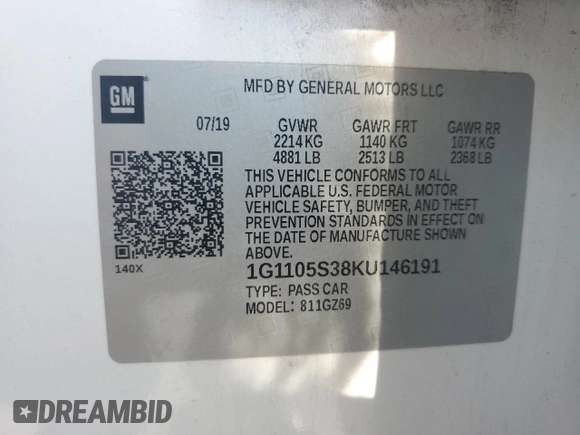 GM
MFD BY GENERAL MOTORS LLC
07/19 GVWR GAWR FRT GAWR RR
2214 KG 1140 KG 1074 KG
4881 LB 2513 LB 2368 LB
THIS VEHICLE CONFORMS TO ALL
APPLICABLE U.S. FEDERAL MOTOR
VEHICLE SAFETY, BUMPER, AND THEFT
PREVENTION STANDARDS IN EFFECT ON
THE DATE OF MANUFACTURE SHOWN
ABOVE.
140X
1G1105S38KU146191
TYPE: PASS CAR
MODEL: 811GZ69
#DREAMBID